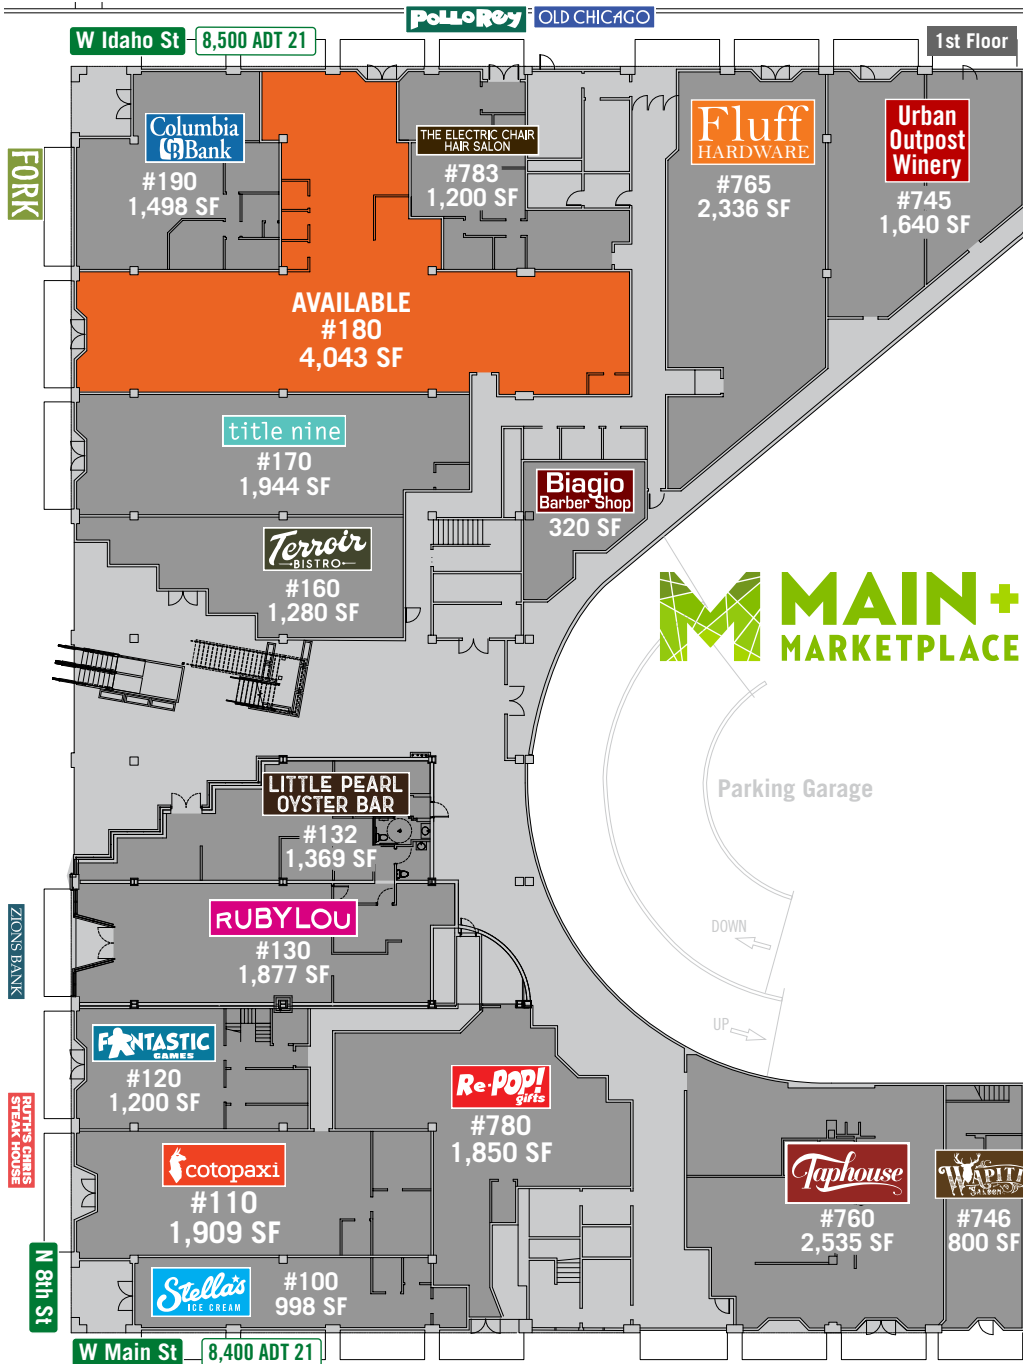 POLLO REY
OLD CHICAGO
W Idaho St
8,500 ADT 21
1st Floor
FORK
Columbia
CB Bank
#190
1,498 SF
THE ELECTRIC CHAIR
HAIR SALON
#783
1,200 SF
Fluff
HARDWARE
#765
2,336 SF
Urban
Outpost
Winery
#745
1,640 SF
AVAILABLE
#180
4,043 SF
title nine
#170
1,944 SF
Biagio
Barber Shop
320 SF
Terroir
BISTRO
#160
1,280 SF
M MAIN +
MARKETPLACE
LITTLE PEARL
OYSTER BAR
#132
1,369 SF
Parking Garage
RUBY LOU
#130
1,877 SF
ZIONS BANK
DOWN
UP
FANTASTIC
GAMES
#120
1,200 SF
Re-POP!
gifts
#780
1,850 SF
RUTH'S CHRIS
STEAK HOUSE
cotopaxi
#110
1,909 SF
Taphouse
#760
2,535 SF
WAPITI
SALOON
#746
800 SF
Stella's
ICE CREAM
#100
998 SF
N 8th St
W Main St
8,400 ADT 21